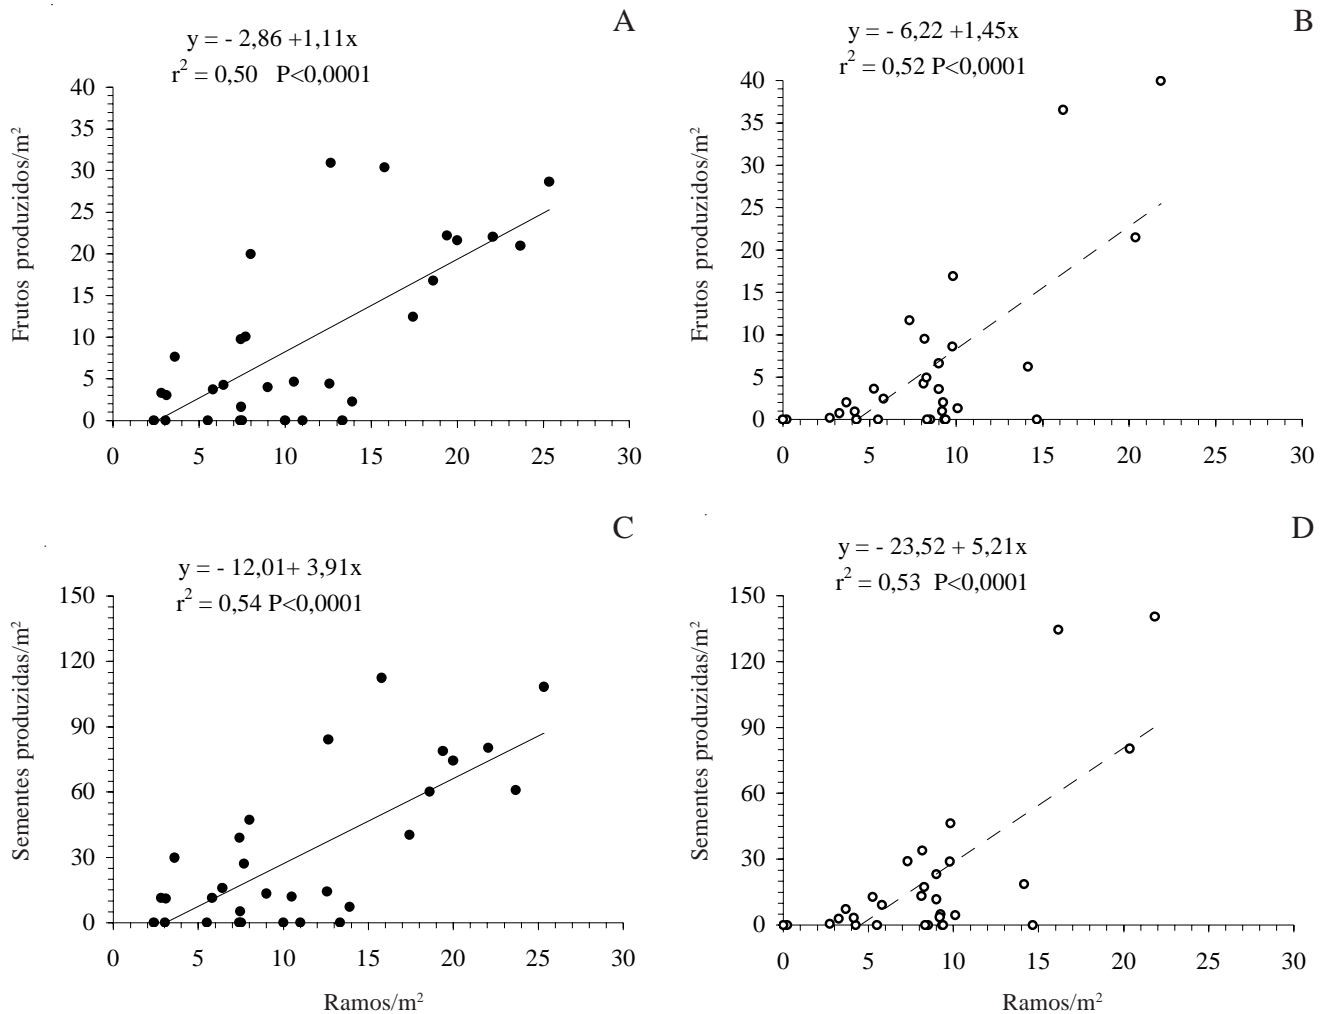 A
y = - 2,86 +1,11x
r² = 0,50 P<0,0001
Frutos produzidos/m²
40
35
30
25
20
15
10
5
0
0 5 10 15 20 25 30
B
y = - 6,22 +1,45x
r² = 0,52 P<0,0001
Frutos produzidos/m²
40
35
30
25
20
15
10
5
0
0 5 10 15 20 25 30
C
y = - 12,01+ 3,91x
r² = 0,54 P<0,0001
Sementes produzidas/m²
150
120
90
60
30
0
0 5 10 15 20 25 30
Ramos/m²
D
y = - 23,52 + 5,21x
r² = 0,53 P<0,0001
Sementes produzidas/m²
150
120
90
60
30
0
0 5 10 15 20 25 30
Ramos/m²